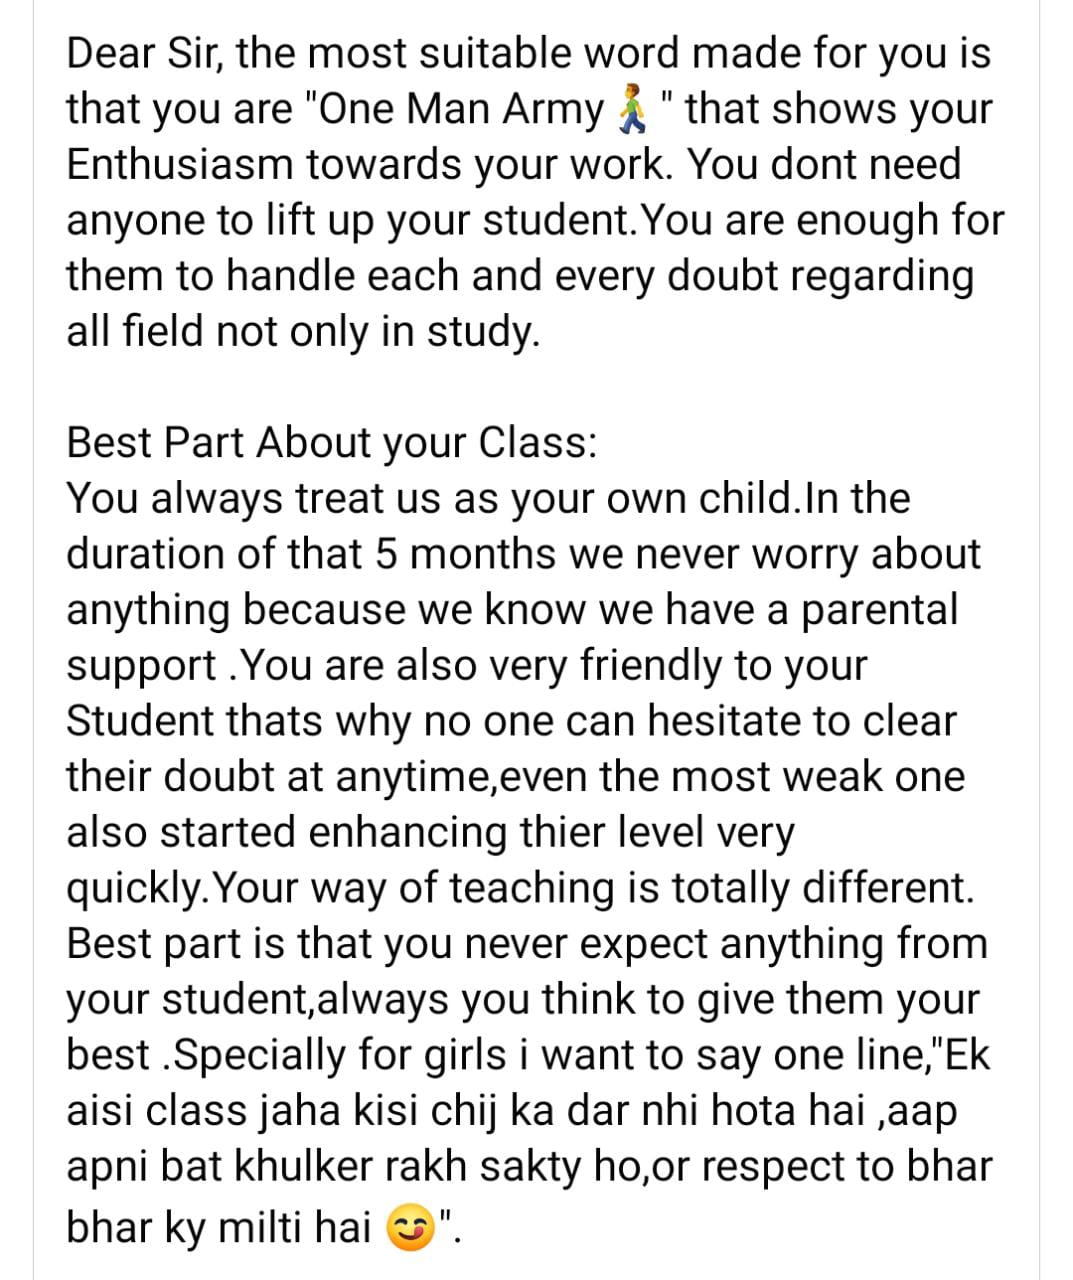 Dear Sir, the most suitable word made for you is
that you are "One Man Army🚶‍♂️" that shows your
Enthusiasm towards your work. You dont need
anyone to lift up your student.You are enough for
them to handle each and every doubt regarding
all field not only in study.

Best Part About your Class:
You always treat us as your own child.In the
duration of that 5 months we never worry about
anything because we know we have a parental
support .You are also very friendly to your
Student thats why no one can hesitate to clear
their doubt at anytime,even the most weak one
also started enhancing thier level very
quickly.Your way of teaching is totally different.
Best part is that you never expect anything from
your student,always you think to give them your
best .Specially for girls i want to say one line,"Ek
aisi class jaha kisi chij ka dar nhi hota hai ,aap
apni bat khulker rakh sakty ho,or respect to bhar
bhar ky milti hai 😋".